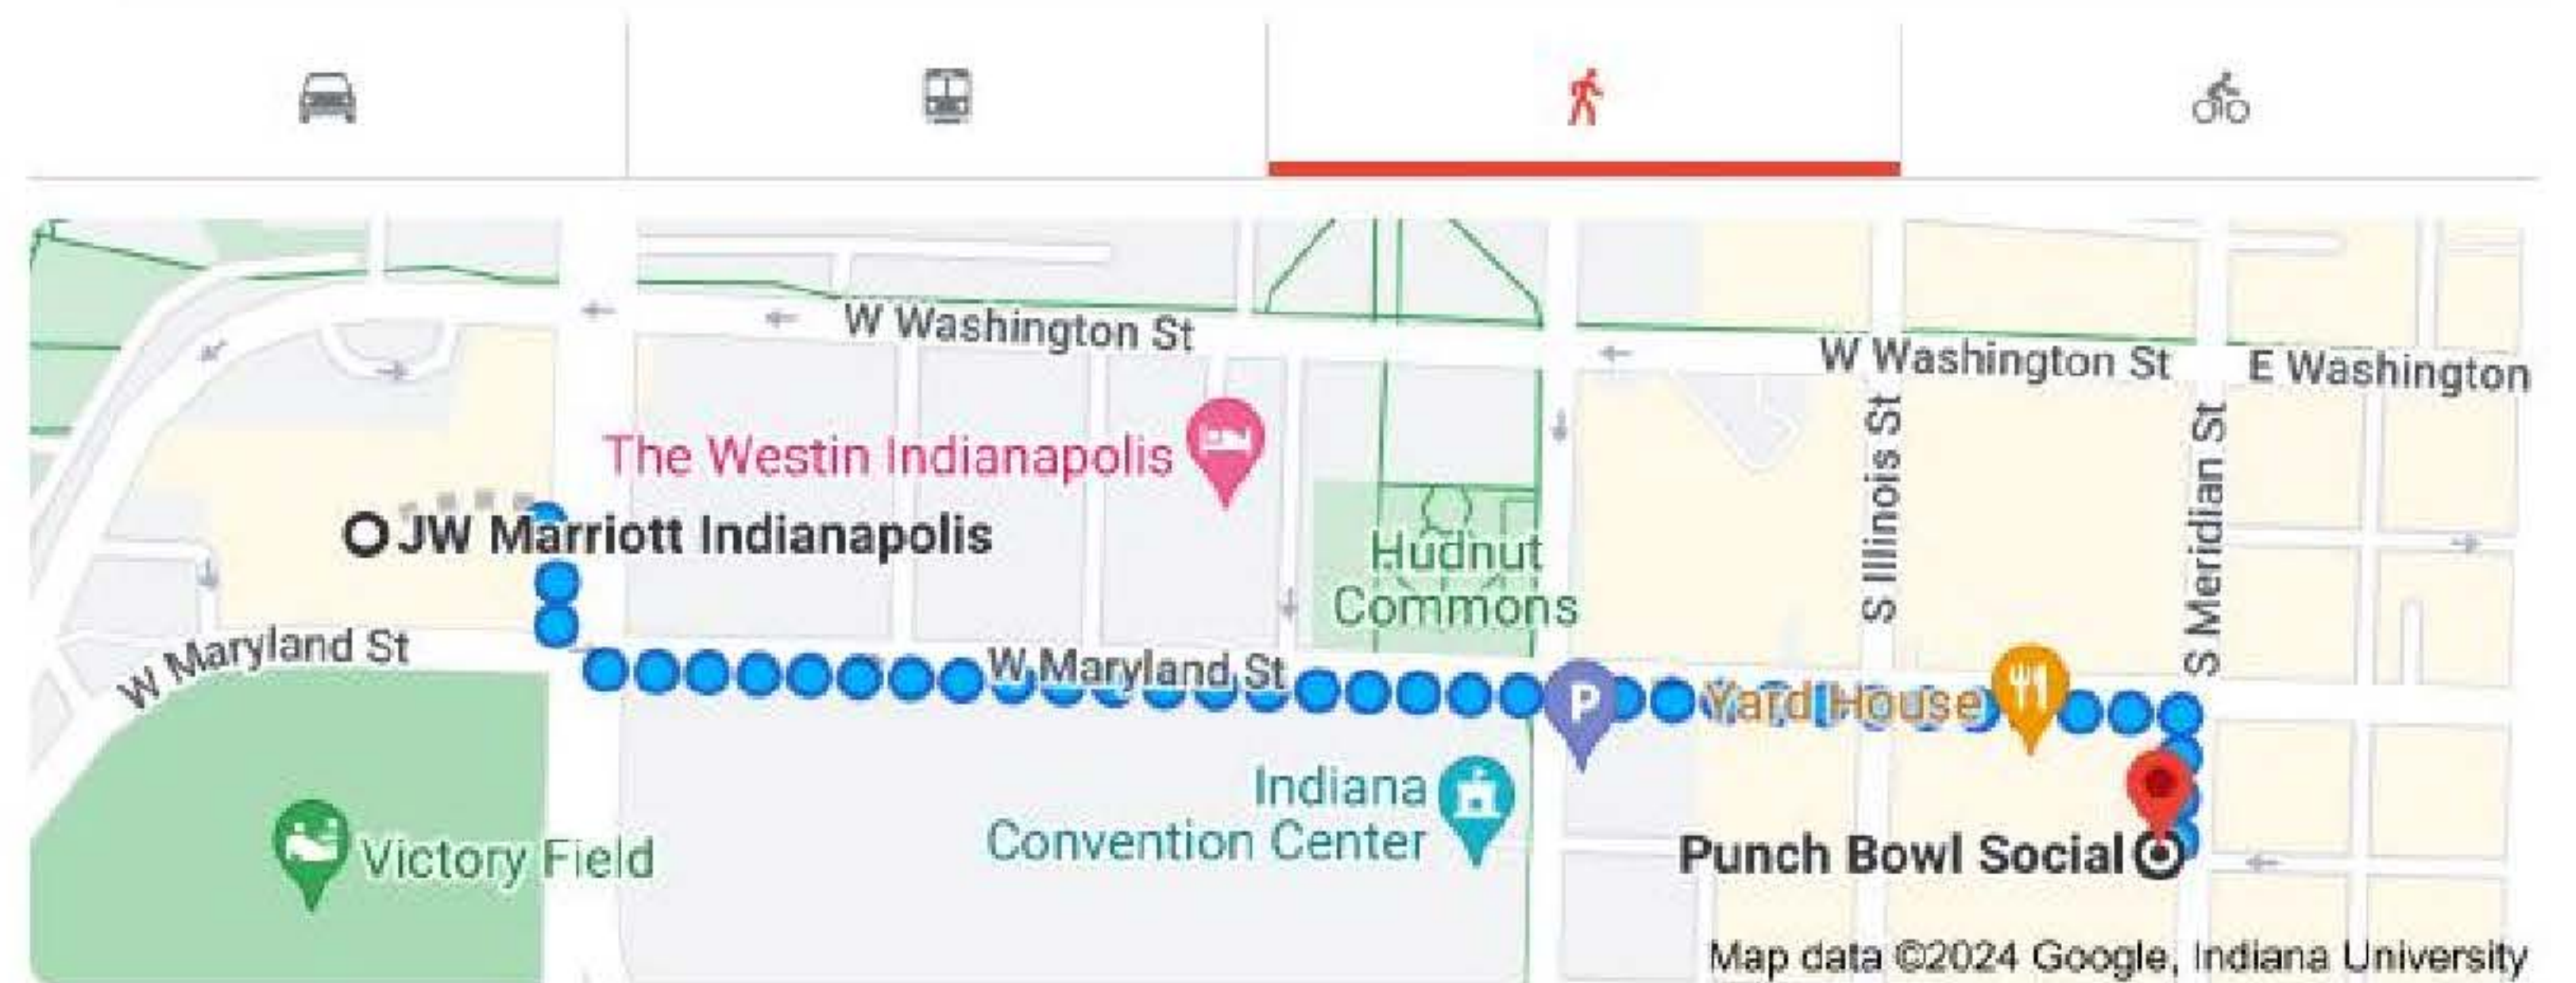 W Washington St
W Washington St
E Washington
The Westin Indianapolis
S Illinois St
S Meridian St
JW Marriott Indianapolis
Hudnut
Commons
W Maryland St
W Maryland St
P
Yard House
Indiana
Convention Center
Victory Field
Punch Bowl Social
Map data ©2024 Google, Indiana University